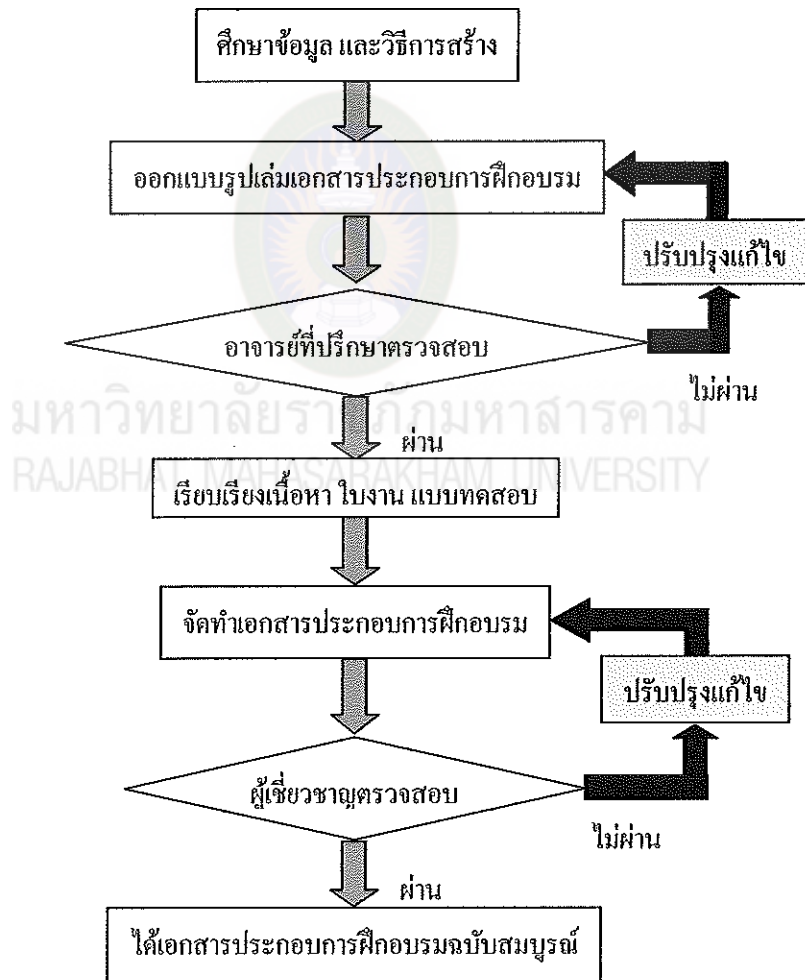 ศึกษาข้อมูล และวิธีการสร้าง
ออกแบบรูปเล่มเอกสารประกอบการฝึกอบรม
ปรับปรุงแก้ไข
อาจารย์ที่ปรึกษาตรวจสอบ
ไม่ผ่าน
มหาวิทยาลัยราชภัฏมหาสารคาม
ผ่าน
RAJABHAT MAHASARAKHAM UNIVERSITY
เรียบเรียงเนื้อหา ใบงาน แบบทดสอบ
จัดทำเอกสารประกอบการฝึกอบรม
ปรับปรุงแก้ไข
ผู้เชี่ยวชาญตรวจสอบ
ไม่ผ่าน
ผ่าน
ได้เอกสารประกอบการฝึกอบรมฉบับสมบูรณ์